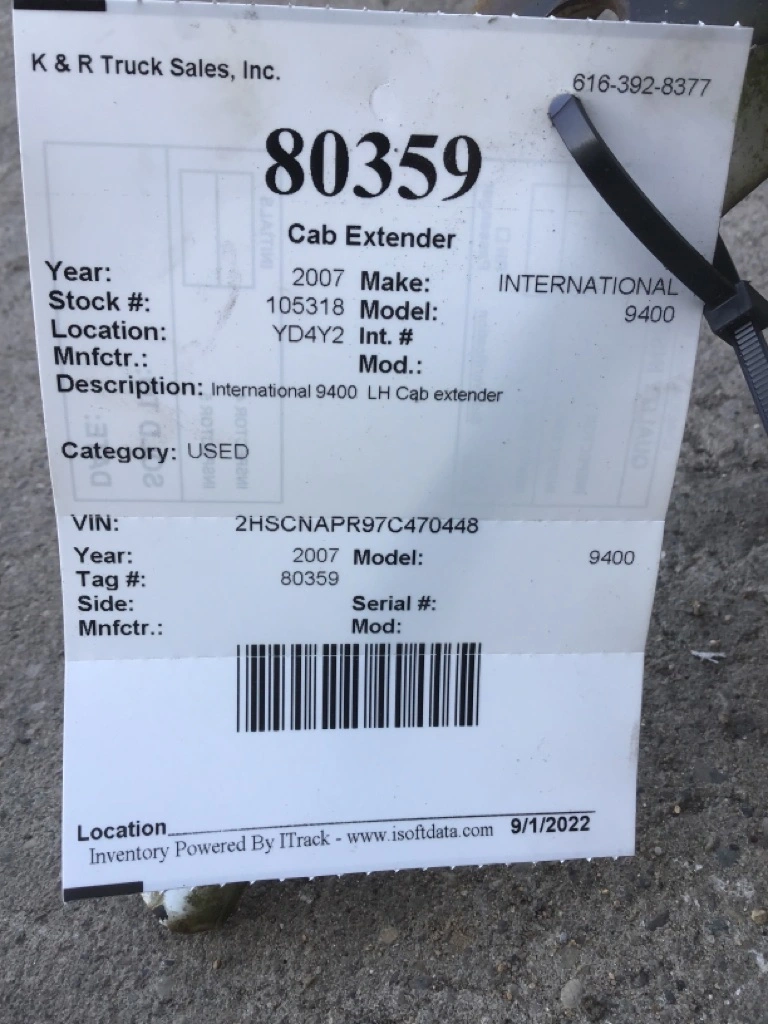 K & R Truck Sales, Inc. 616-392-8377
80359
Cab Extender
Year: 2007 Make: INTERNATIONAL
Stock #: 105318 Model: 9400
Location: YD4Y2 Int. #
Mnfctr.: Mod.:
Description: International 9400 LH Cab extender
Category: USED
VIN: 2HSCNAPR97C470448
Year: 2007 Model: 9400
Tag #: 80359
Side: Serial #:
Mnfctr.: Mod:
Location
Inventory Powered By ITrack - www.isoftdata.com 9/1/2022